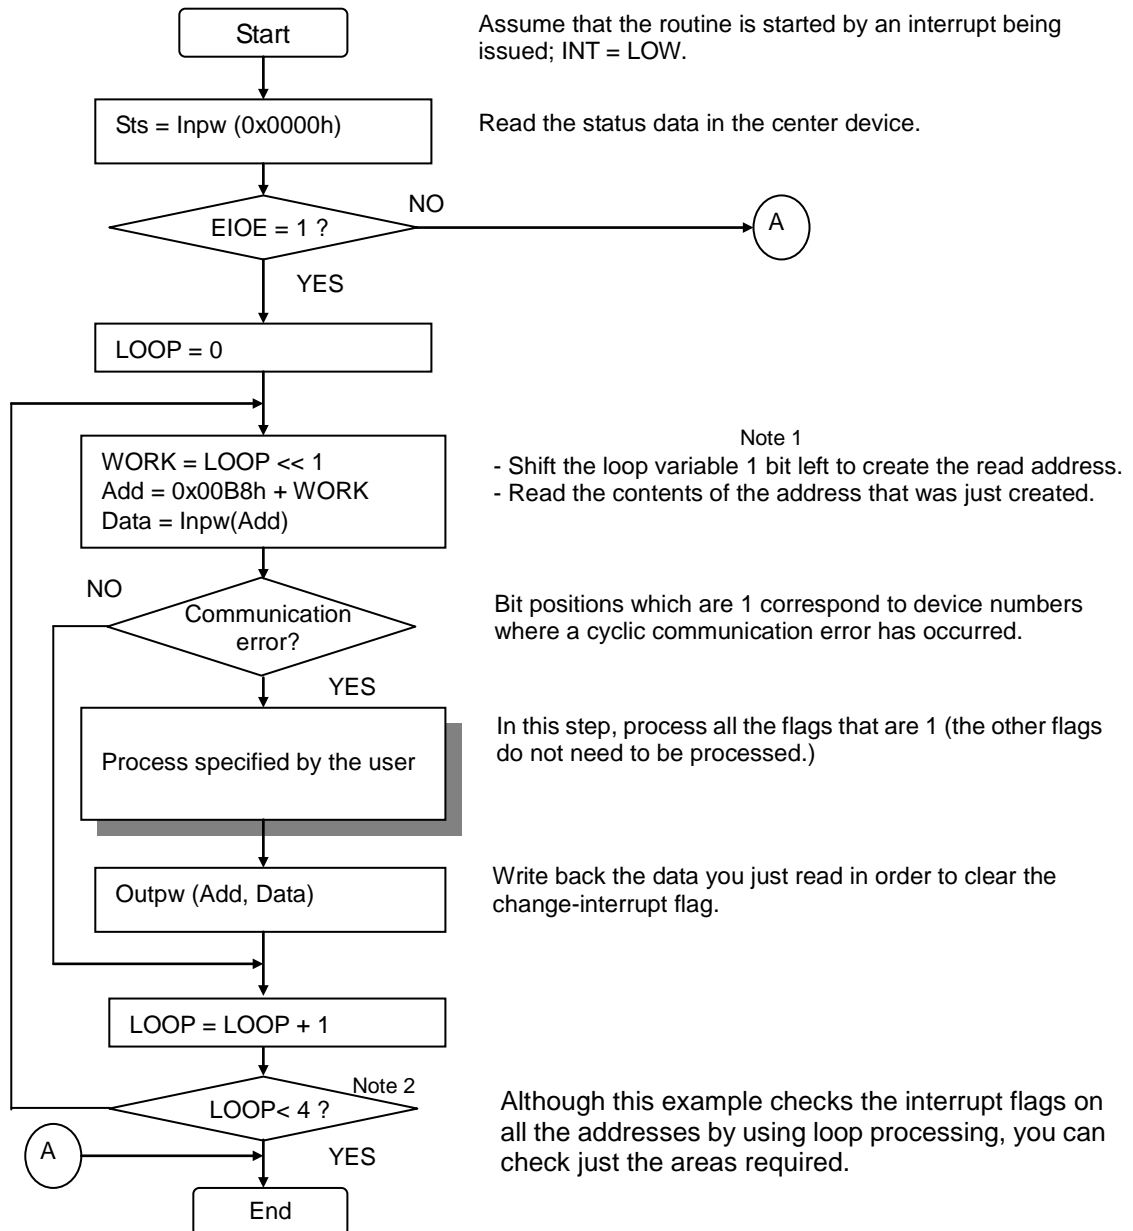 Start
Assume that the routine is started by an interrupt being
issued; INT = LOW.
Sts = Inpw (0x0000h)
Read the status data in the center device.
EIOE = 1 ?
NO
A
YES
LOOP = 0
WORK = LOOP << 1
Add = 0x00B8h + WORK
Data = Inpw(Add)
Note 1
- Shift the loop variable 1 bit left to create the read address.
- Read the contents of the address that was just created.
NO
Communication
error?
Bit positions which are 1 correspond to device numbers
where a cyclic communication error has occurred.
YES
Process specified by the user
In this step, process all the flags that are 1 (the other flags
do not need to be processed.)
Outpw (Add, Data)
Write back the data you just read in order to clear the
change-interrupt flag.
LOOP = LOOP + 1
LOOP< 4 ?
Note 2
Although this example checks the interrupt flags on
all the addresses by using loop processing, you can
check just the areas required.
A
YES
End